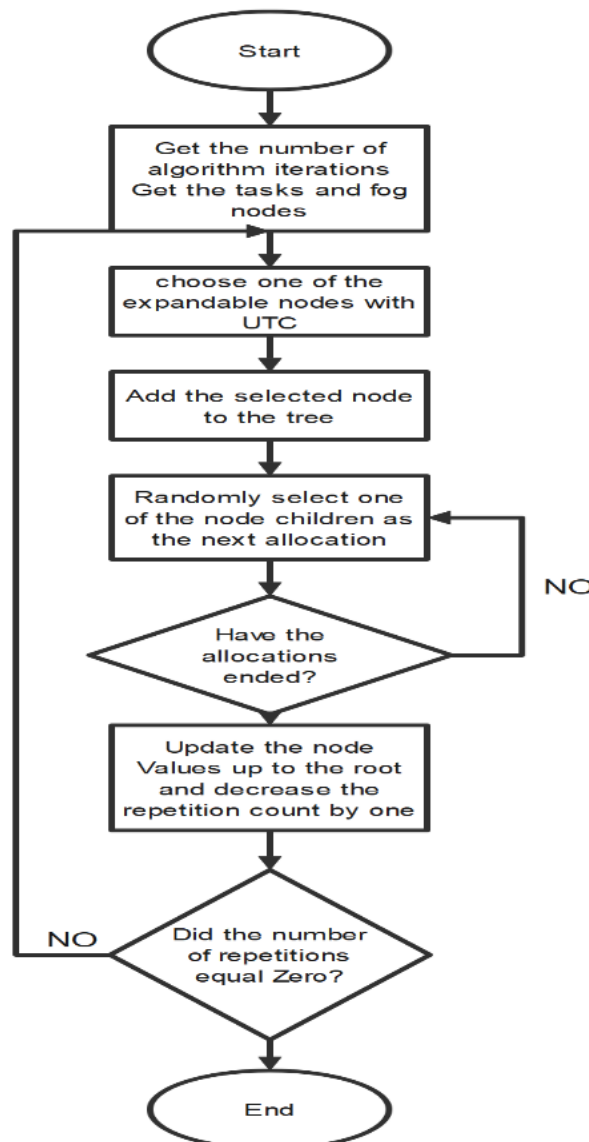 Start
Get the number of
algorithm iterations
Get the tasks and fog
nodes
choose one of the
expandable nodes with
UTC
Add the selected node
to the tree
Randomly select one
of the node children as
the next allocation
NO
Have the
allocations
ended?
Update the node
Values up to the root
and decrease the
repetition count by one
NO
Did the number
of repetitions
equal Zero?
End